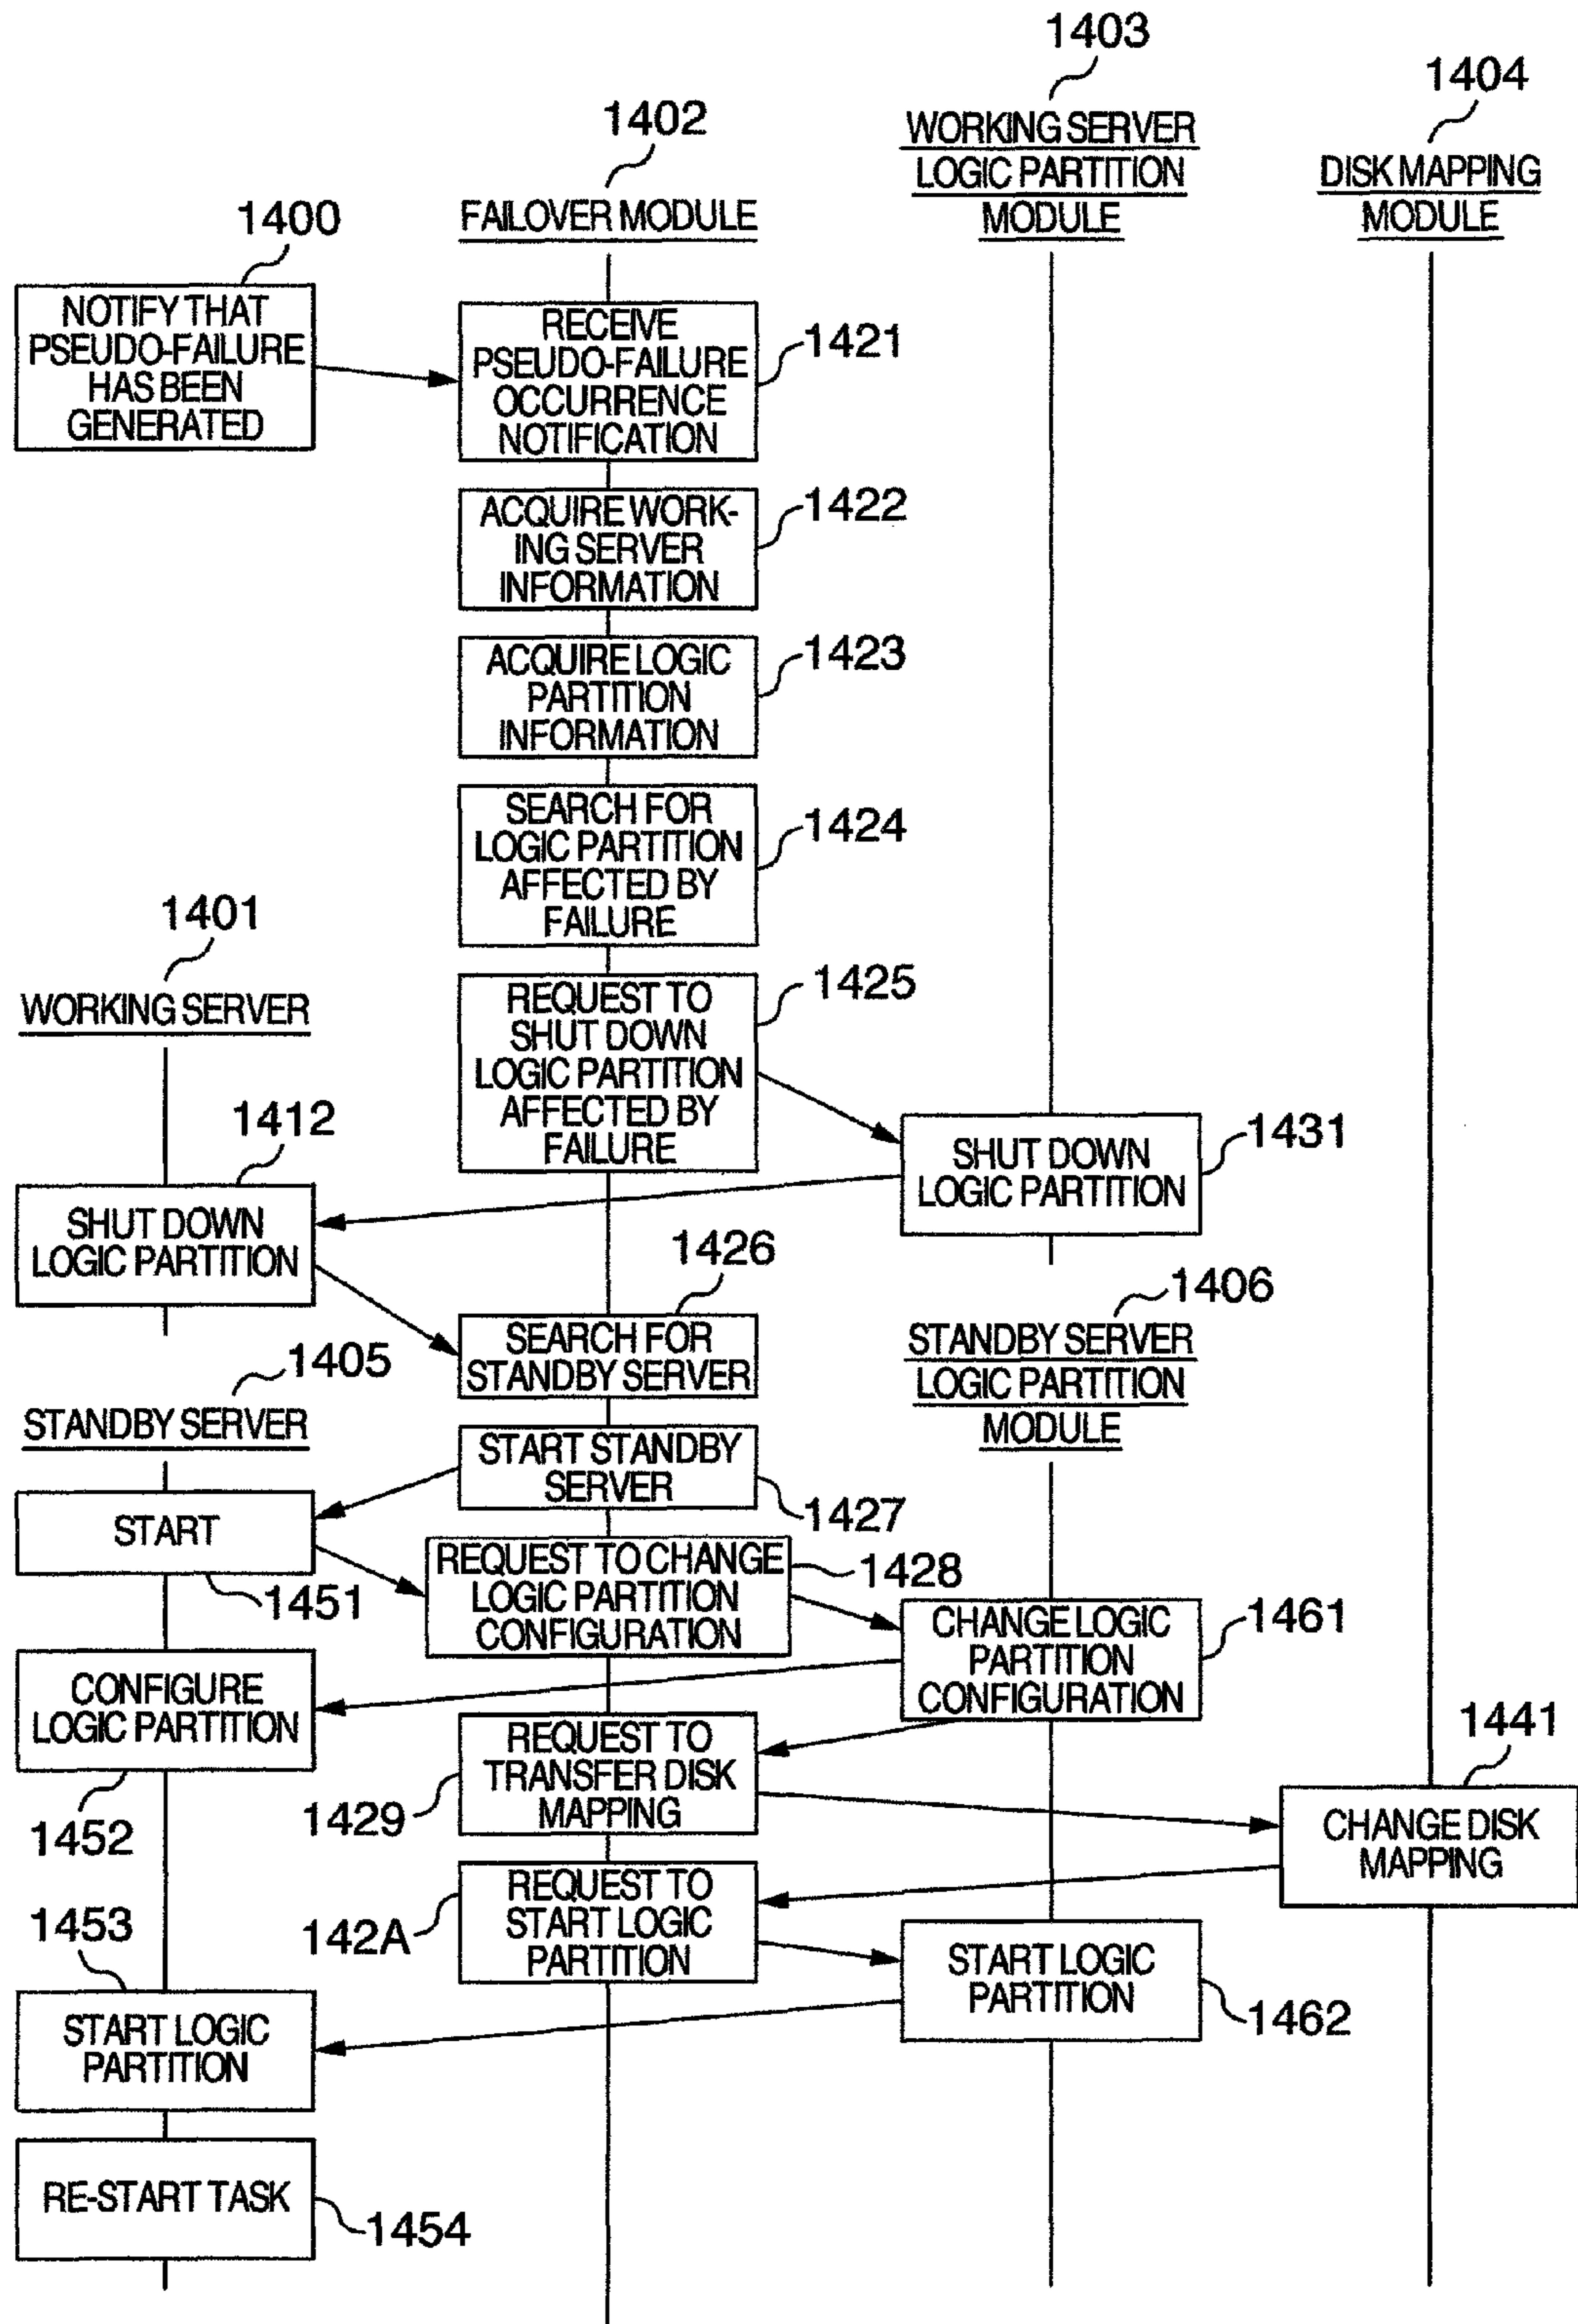 1403
1404
WORKING SERVER
LOGIC PARTITION
MODULE
1402
DISK MAPPING
MODULE
1400
FAILOVER MODULE
NOTIFY THAT
PSEUDO-FAILURE
HAS BEEN
GENERATED
RECEIVE
PSEUDO-FAILURE
OCCURRENCE
NOTIFICATION
1421
ACQUIRE WORK-
ING SERVER
INFORMATION
1422
ACQUIRE LOGIC
PARTITION
INFORMATION
1423
SEARCH FOR
LOGIC PARTITION
AFFECTED BY
FAILURE
1424
1401
WORKING SERVER
REQUEST TO
SHUT DOWN
LOGIC PARTITION
AFFECTED BY
FAILURE
1425
1412
SHUT DOWN
LOGIC PARTITION
1431
SHUT DOWN
LOGIC PARTITION
1426
SEARCH FOR
STANDBY SERVER
1406
STANDBY SERVER
LOGIC PARTITION
MODULE
1405
STANDBY SERVER
START STANDBY
SERVER
1427
START
1451
REQUEST TO CHANGE
LOGIC PARTITION
CONFIGURATION
1428
CHANGE LOGIC
PARTITION
CONFIGURATION
1461
CONFIGURE
LOGIC PARTITION
1452
REQUEST TO
TRANSFER DISK
MAPPING
1429
1441
CHANGE DISK
MAPPING
REQUEST TO
START LOGIC
PARTITION
142A
START LOGIC
PARTITION
1462
1453
START LOGIC
PARTITION
RE-START TASK
1454